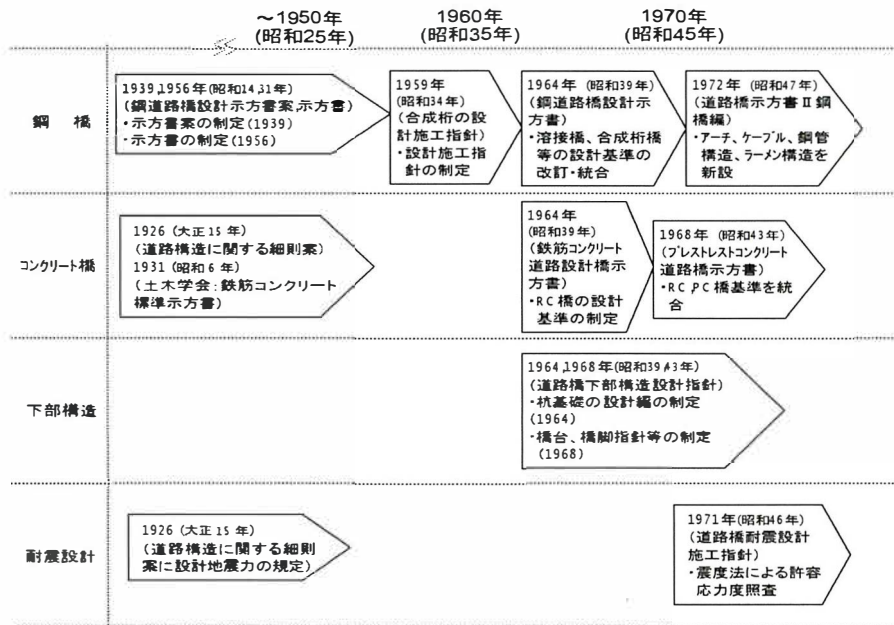 ～1950年
(昭和25年)
1960年
(昭和35年)
1970年
(昭和45年)
鋼 橋
1939,1956年(昭和14,31年)
(鋼道路橋設計示方書案,示方書)
・示方書案の制定(1939)
・示方書の制定(1956)
1959年
(昭和34年)
(合成桁の設
計施工指針)
・設計施工指
針の制定
1964年 (昭和39年)
(鋼道路橋設計示
方書)
・溶接橋、合成桁橋
等の設計基準の
改訂・統合
1972年 (昭和47年)
(道路橋示方書Ⅱ鋼
橋編)
・アーチ、ケーブル、鋼管
構造、ラーメン構造を
新設
コンクリート橋
1926 (大正15年)
(道路構造に関する細則案)
1931 (昭和6年)
(土木学会:鉄筋コンクリート
標準示方書)
1964年
(昭和39年)
(鉄筋コンクリート
道路設計橋示
方書)
・RC橋の設計
基準の制定
1968年 (昭和43年)
(プレストレストコンクリート
道路橋示方書)
・RC,PC橋基準を統
合
下部構造
1964,1968年(昭和39,43年)
(道路橋下部構造設計指針)
・杭基礎の設計編の制定
(1964)
・橋台、橋脚指針等の制定
(1968)
耐震設計
1926 (大正15年)
(道路構造に関する細則
案に設計地震力の規定)
1971年(昭和46年)
(道路橋耐震設計
施工指針)
・震度法による許容
応力度照査